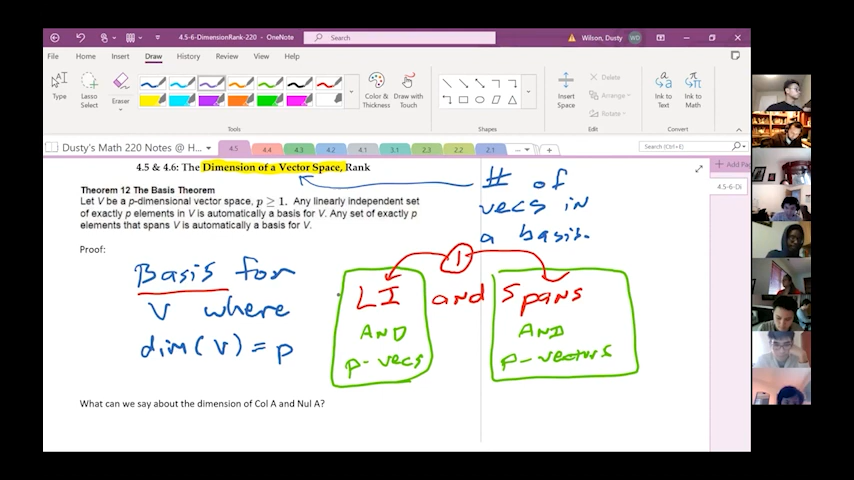 4.5-6-DimensionRank-220 - OneNote
Search
Wilson, Dusty
WD
File
Home
Insert
Draw
History
Review
View
Help
Type
Lasso
Select
Eraser
Color &
Thickness
Draw with
Touch
Insert
Space
Delete
Arrange
Rotate
Ink to
Text
Ink to
Math
Tools
Shapes
Edit
Convert
Dusty's Math 220 Notes @ H...
4.5
4.4
4.3
4.2
4.1
3.1
2.3
2.2
2.1
Search (Ctrl+E)
Add Pag
4.5-6-Di
4.5 & 4.6: The Dimension of a Vector Space, Rank
# of
vecs in
a basis.
Theorem 12 The Basis Theorem
Let V be a p-dimensional vector space, p ≥ 1. Any linearly independent set
of exactly p elements in V is automatically a basis for V. Any set of exactly p
elements that spans V is automatically a basis for V.
Proof:
1
Basis for
V where
dim(V) = p
LI and spans
AND
p-vecs
AND
p-vectors
What can we say about the dimension of Col A and Nul A?